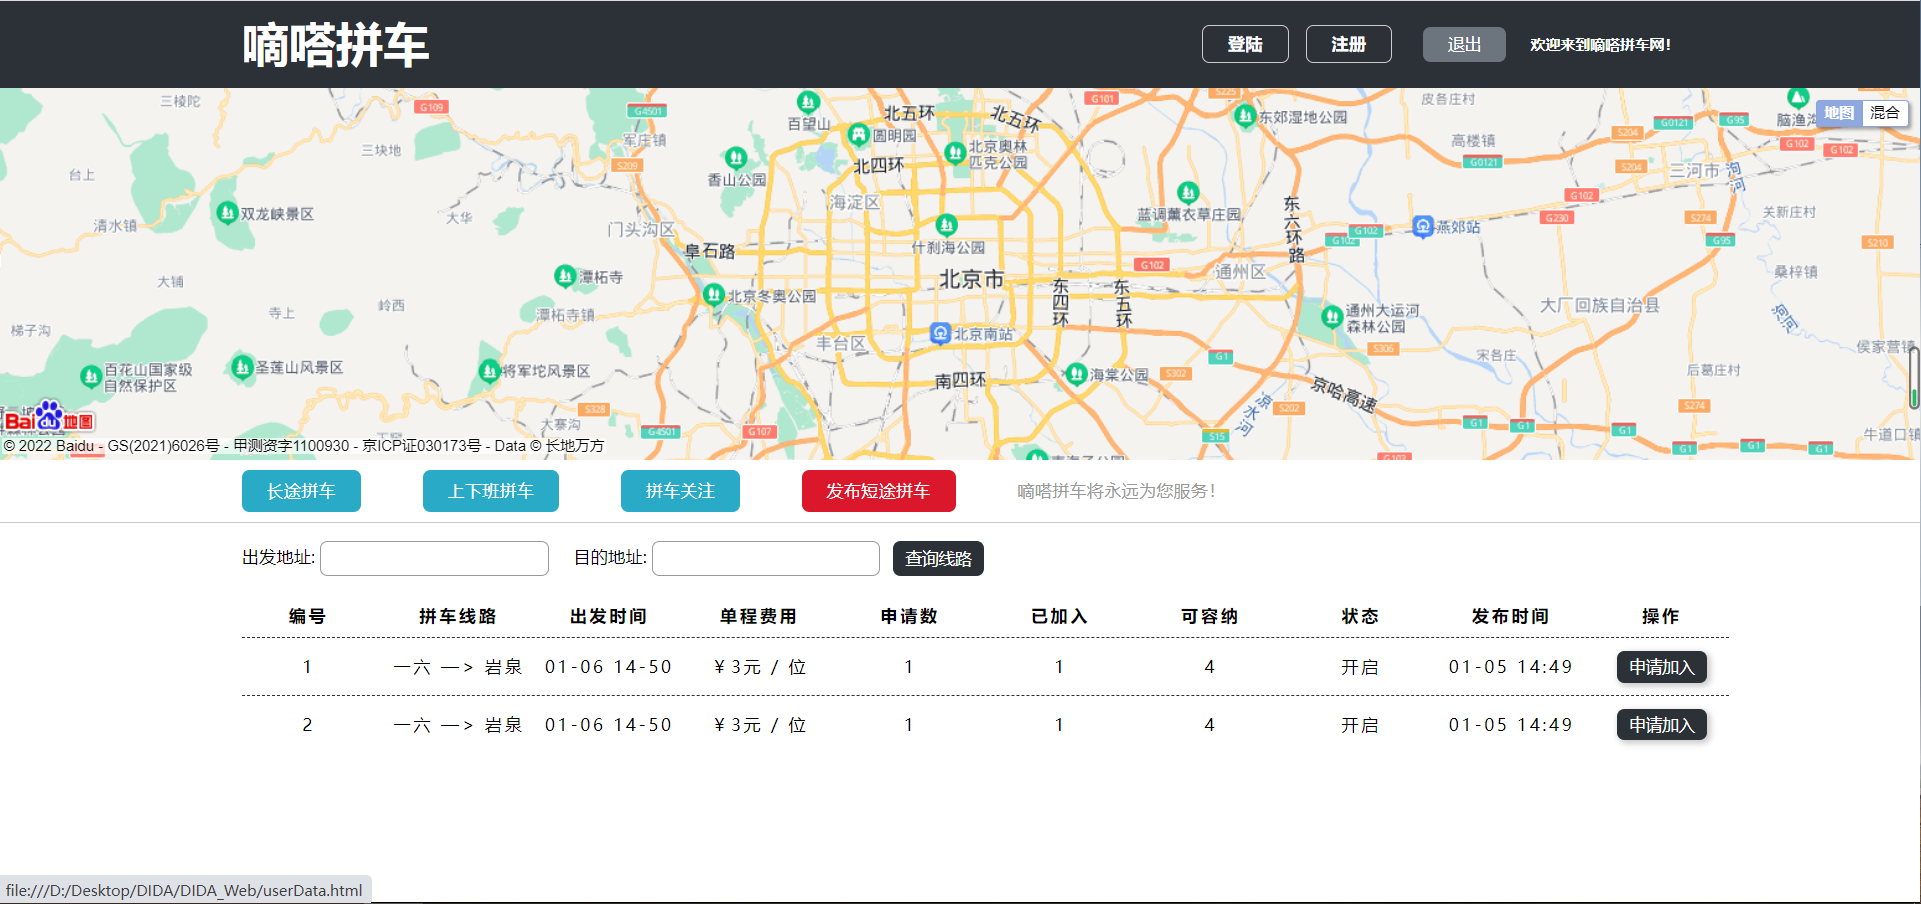 嘀嗒拼车
登陆
注册
退出
欢迎来到嘀嗒拼车网!
三棱陀
G109
G4501
军庄镇
百望山
北五环
圆明园
北五环
G101
S225
东郊湿地公园
皮各庄村
脑渔沟
地图
混合
三块地
S209
香山公园
北四环
北京奥林
匹克公园
高楼镇
G0121
S204
G0121
G95
G102
G102
台上
双龙峡景区
大华
清水镇
门头沟区
阜石路
海淀区
什刹海公园
蓝调薰衣草庄园
东六环路
G102
G102
燕郊站
S204
三河市
泃河
G102
G230
S274
G95
关新庄村
S210
大铺
潭柘寺
北京冬奥公园
北京市
东四环
东五环
G102
通州区
桑梓镇
寺上
岭西
潭柘寺镇
梯子沟
丰台区
北京南站
通州大运河
森林公园
大厂回族自治县
百花山国家级
自然保护区
圣莲山风景区
将军坨风景区
南四环
海棠公园
S302
G1
S306
宋各庄
后葛庄村
侯家营镇
京哈高速
凉水河
S202
S328
大寨沟
G4501
G107
S15
G103
G1
G1
G1
S274
G1
G1
G1
牛道口镇
Bai地图
© 2022 Baidu - GS(2021)6026号 - 甲测资字1100930 - 京ICP证030173号 - Data © 长地万方
长途拼车
上下班拼车
拼车关注
发布短途拼车
嘀嗒拼车将永远为您服务!
出发地址:
目的地址:
查询线路
编号 拼车线路 出发时间 单程费用 申请数 已加入 可容纳 状态 发布时间 操作
1 一六 —> 岩泉 01-06 14-50 ¥ 3元 / 位 1 1 4 开启 01-05 14:49 申请加入
2 一六 —> 岩泉 01-06 14-50 ¥ 3元 / 位 1 1 4 开启 01-05 14:49 申请加入
file:///D:/Desktop/DIDA/DIDA_Web/userData.html